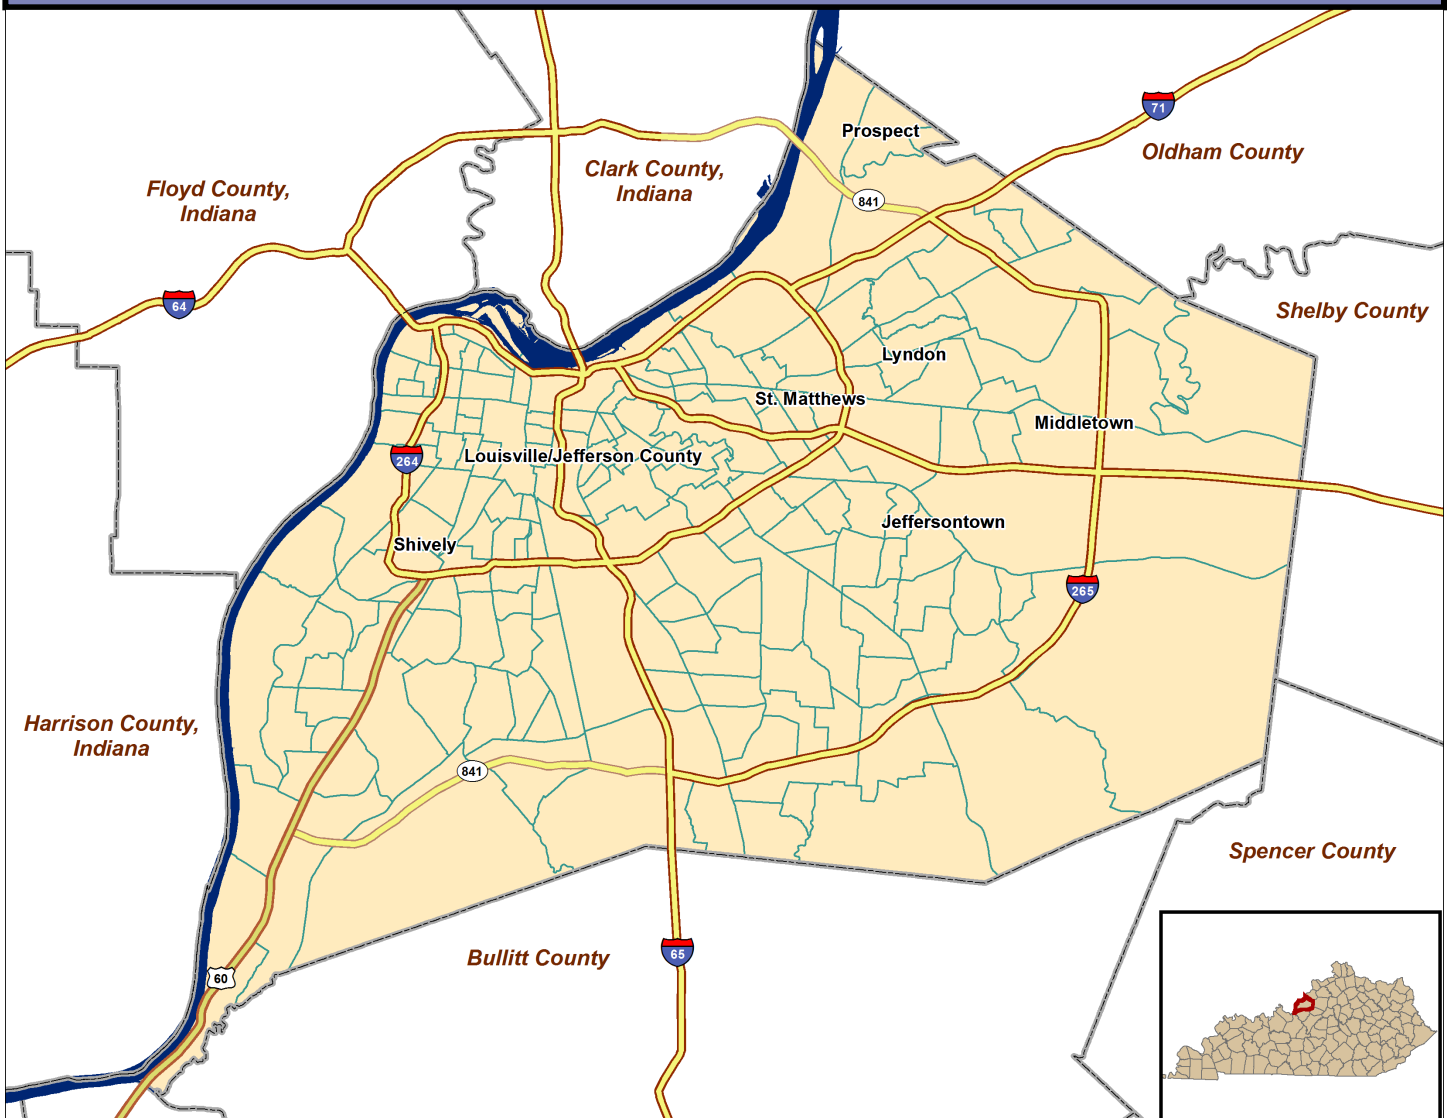 71
Prospect
Oldham County
Clark County,
Indiana
Floyd County,
Indiana
841
64
Shelby County
Lyndon
St. Matthews
Middletown
264
Louisville/Jefferson County
Jeffersontown
Shively
265
Harrison County,
Indiana
841
Spencer County
65
Bullitt County
60